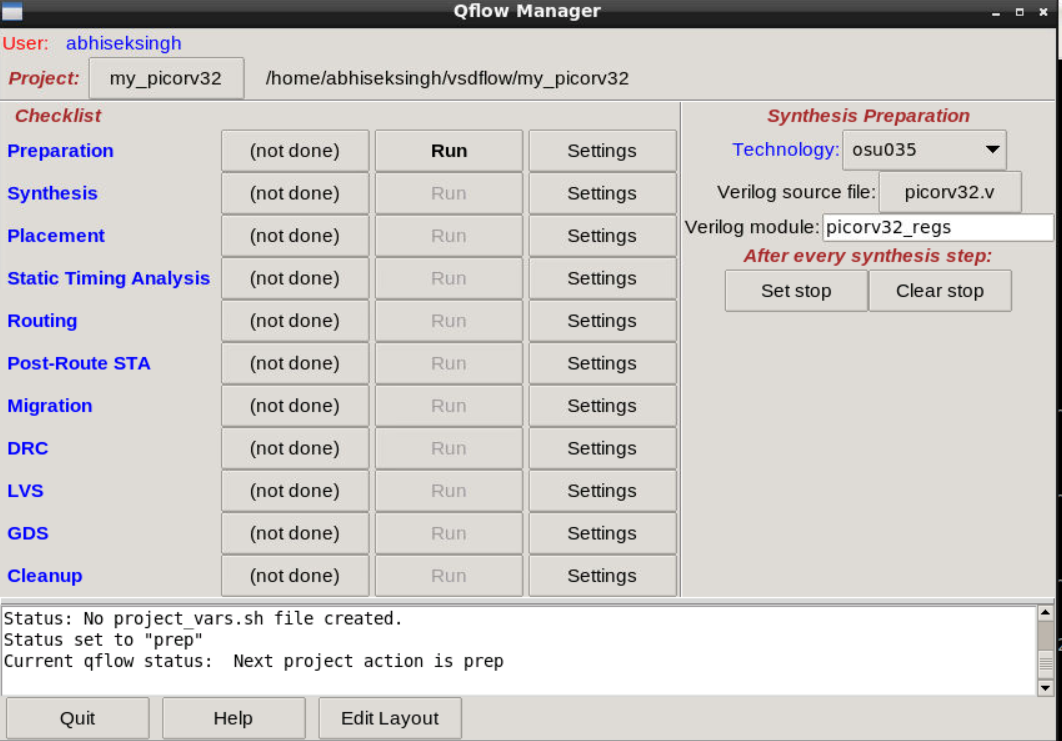 Qflow Manager
User: abhiseksingh
Project: my_picorv32 /home/abhiseksingh/vsdflow/my_picorv32
Checklist
Preparation (not done) Run Settings
Synthesis (not done) Run Settings
Placement (not done) Run Settings
Static Timing Analysis (not done) Run Settings
Routing (not done) Run Settings
Post-Route STA (not done) Run Settings
Migration (not done) Run Settings
DRC (not done) Run Settings
LVS (not done) Run Settings
GDS (not done) Run Settings
Cleanup (not done) Run Settings
Synthesis Preparation
Technology: osu035
Verilog source file: picorv32.v
Verilog module: picorv32_regs
After every synthesis step:
Set stop Clear stop
Status: No project_vars.sh file created.
Status set to "prep"
Current qflow status:  Next project action is prep
Quit Help Edit Layout